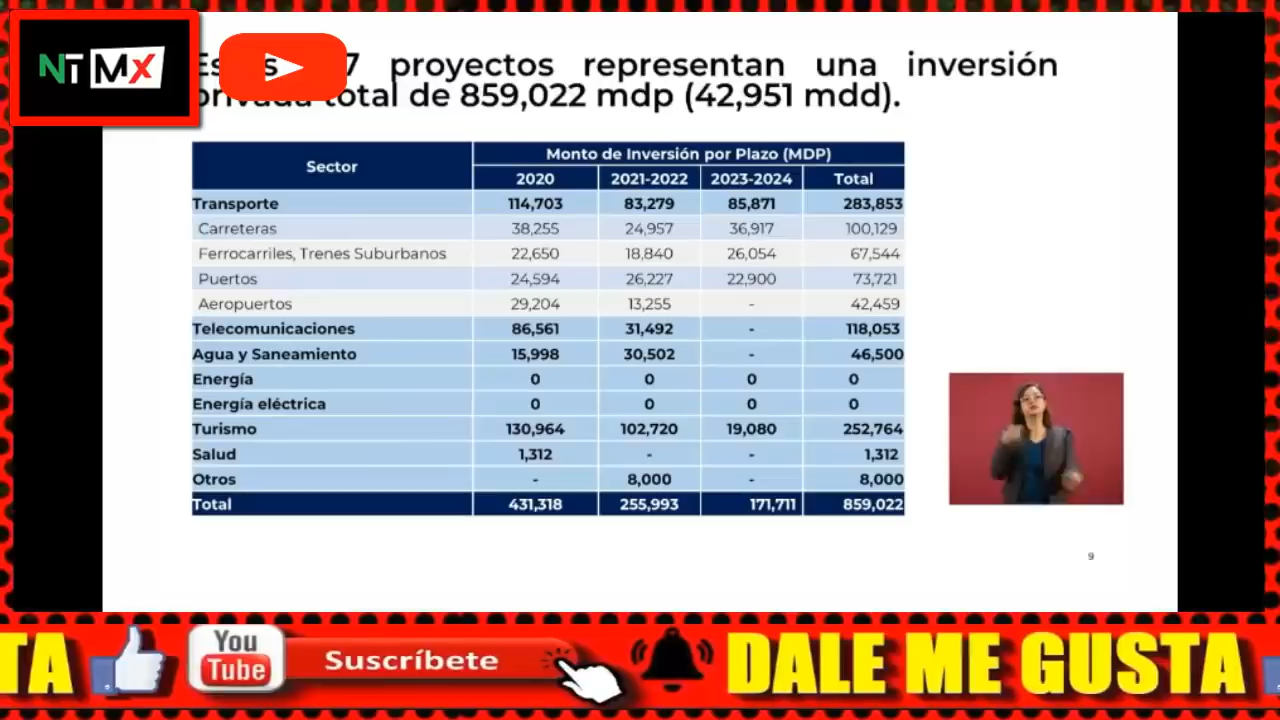 NTMX
7 proyectos representan una inversión
total de 859,022 mdp (42,951 mdd).
Sector Monto de Inversión por Plazo (MDP)
2020 2021-2022 2023-2024 Total
Transporte 114,703 83,279 85,871 283,853
Carreteras 38,255 24,957 36,917 100,129
Ferrocarriles, Trenes Suburbanos 22,650 18,840 26,054 67,544
Puertos 24,594 26,227 22,900 73,721
Aeropuertos 29,204 13,255 - 42,459
Telecomunicaciones 86,561 31,492 - 118,053
Agua y Saneamiento 15,998 30,502 - 46,500
Energía 0 0 0 0
Energía eléctrica 0 0 0 0
Turismo 130,964 102,720 19,080 252,764
Salud 1,312 - - 1,312
Otros - 8,000 - 8,000
Total 431,318 255,993 171,711 859,022
9
TA You Tube Suscríbete DALE ME GUSTA